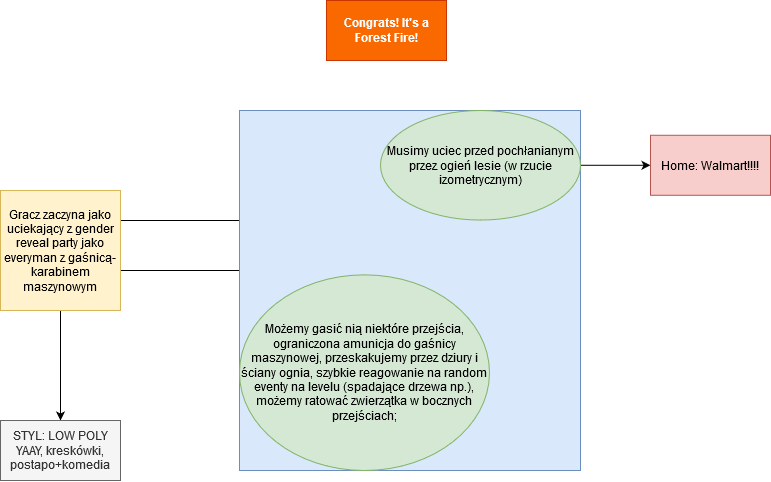 Congrats! It's a
Forest Fire!
Musimy uciec przed pochłanianym
przez ogień lesie (w rzucie
izometrycznym)
Home: Walmart!!!!
Gracz zaczyna jako
uciekający z gender
reveal party jako
everyman z gaśnicą-
karabinem
maszynowym
Możemy gasić nią niektóre przejścia,
ograniczona amunicja do gaśnicy
maszynowej, przeskakujemy przez dziury i
ściany ognia, szybkie reagowanie na random
eventy na levelu (spadające drzewa np.),
możemy ratować zwierzątka w bocznych
przejściach;
STYL: LOW POLY
YAAY, kreskówki,
postapo+komedia